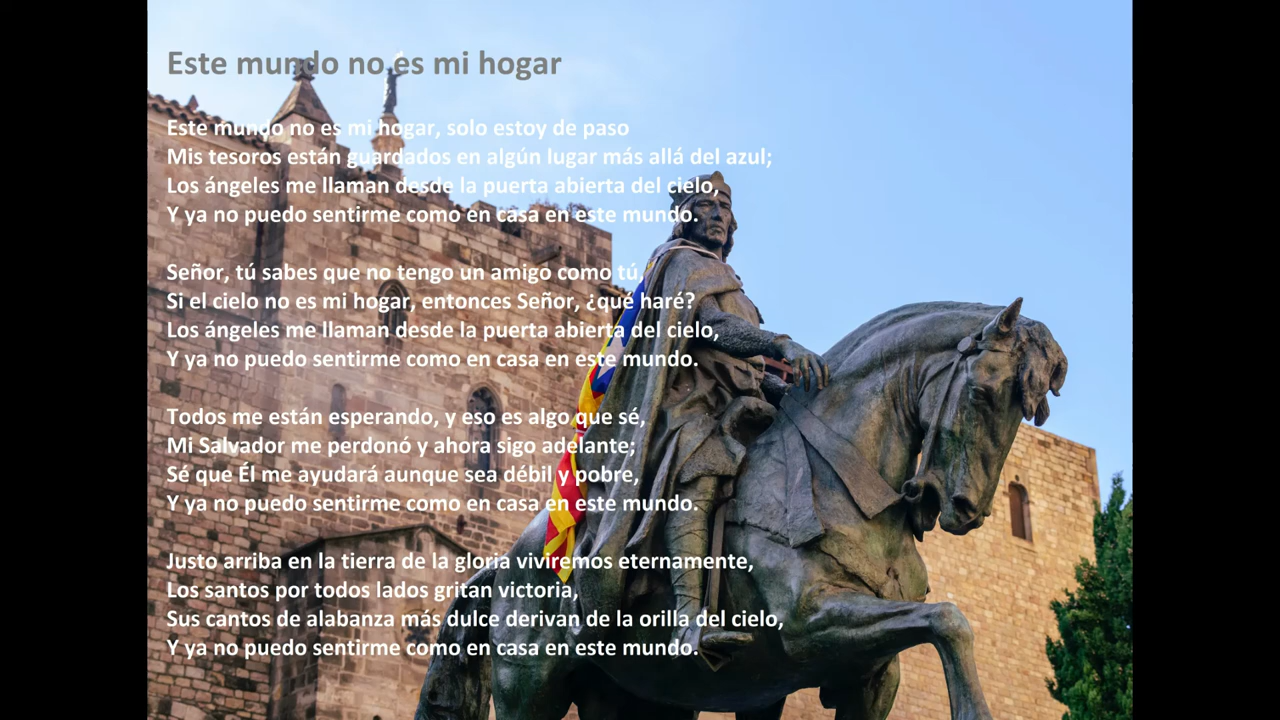 Este mundo no es mi hogar
Este mundo no es mi hogar, solo estoy de paso
Mis tesoros están guardados en algún lugar más allá del azul;
Los ángeles me llaman desde la puerta abierta del cielo,
Y ya no puedo sentirme como en casa en este mundo.
Señor, tú sabes que no tengo un amigo como tú,
Si el cielo no es mi hogar, entonces Señor, ¿qué haré?
Los ángeles me llaman desde la puerta abierta del cielo,
Y ya no puedo sentirme como en casa en este mundo.
Todos me están esperando, y eso es algo que sé,
Mi Salvador me perdonó y ahora sigo adelante;
Sé que Él me ayudará aunque sea débil y pobre,
Y ya no puedo sentirme como en casa en este mundo.
Justo arriba en la tierra de la gloria viviremos eternamente,
Los santos por todos lados gritan victoria,
Sus cantos de alabanza más dulce derivan de la orilla del cielo,
Y ya no puedo sentirme como en casa en este mundo.